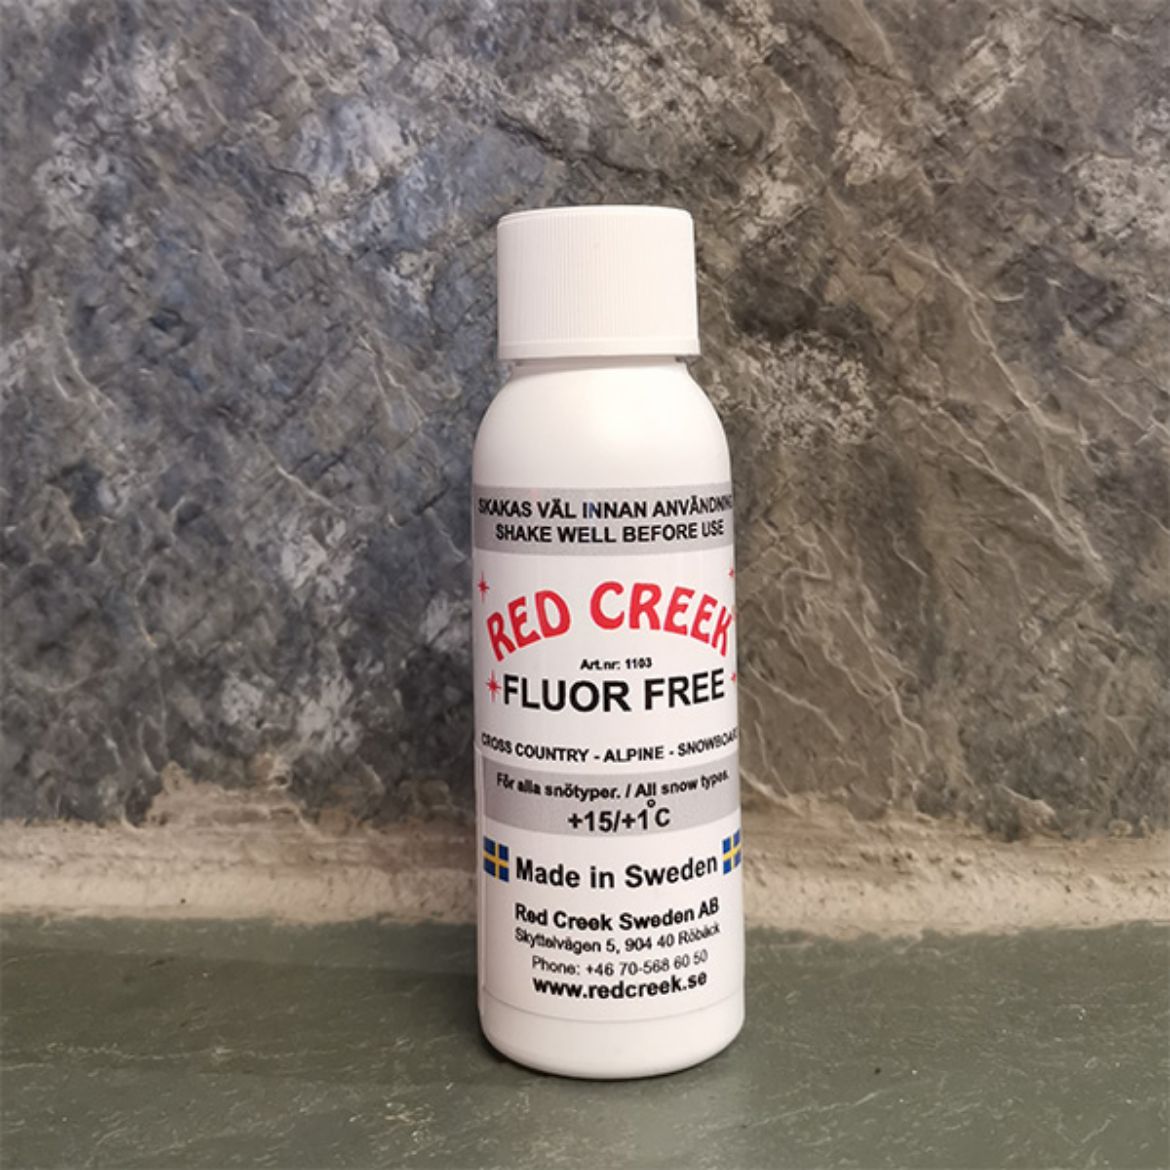 SKAKAS VÄL INNAN ANVÄNDNING
SHAKE WELL BEFORE USE
RED CREEK
Art.nr: 1103
FLUOR FREE
CROSS COUNTRY - ALPINE - SNOWBOARD
För alla snötyper. / All snow types.
+15/+1°C
Made in Sweden
Red Creek Sweden AB
Skyttelvägen 5, 904 40 Röbäck
Phone: +46 70-568 60 50
www.redcreek.se